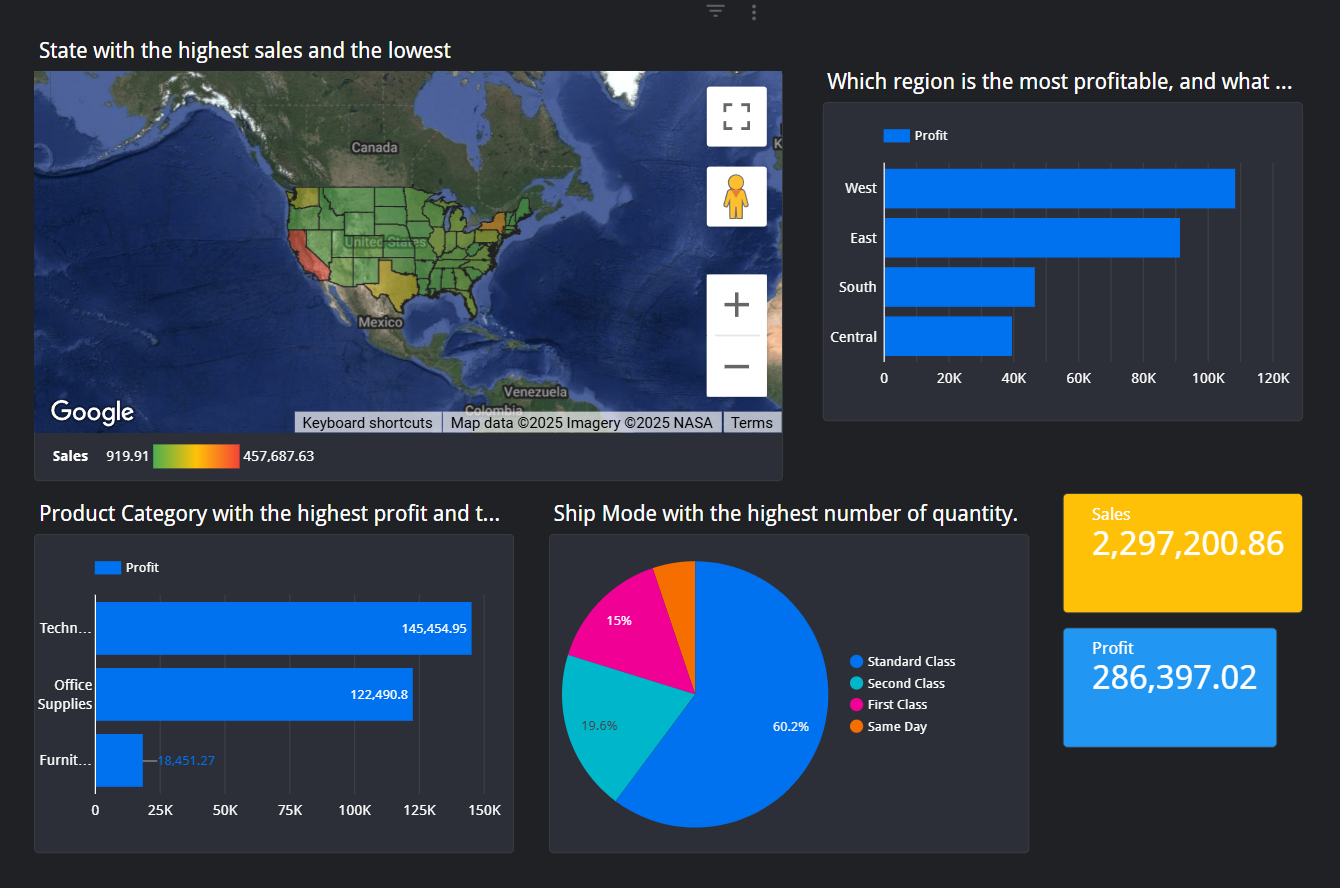 State with the highest sales and the lowest
Canada
United States
Mexico
Venezuela
Colombia
K
Google
Keyboard shortcuts
Map data ©2025 Imagery ©2025 NASA
Terms
Sales 919.91 457,687.63
Which region is the most profitable, and what ...
Profit
West
East
South
Central
0 20K 40K 60K 80K 100K 120K
Product Category with the highest profit and t...
Profit
Techn... 145,454.95
Office
Supplies
122,490.8
Furnit... 18,451.27
0 25K 50K 75K 100K 125K 150K
Ship Mode with the highest number of quantity.
15%
19.6%
60.2%
Standard Class
Second Class
First Class
Same Day
Sales
2,297,200.86
Profit
286,397.02